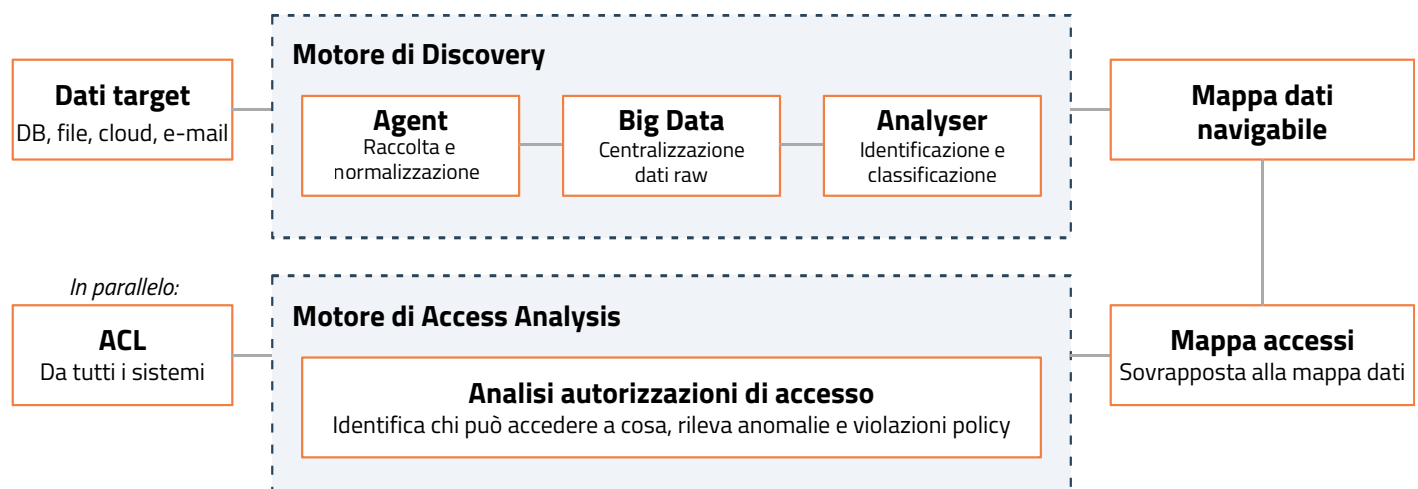 Motore di Discovery
Dati target
DB, file, cloud, e-mail
Agent
Raccolta e
normalizzazione
Big Data
Centralizzazione
dati raw
Analyser
Identificazione e
classificazione
Mappa dati
navigabile
In parallelo:
ACL
Da tutti i sistemi
Motore di Access Analysis
Analisi autorizzazioni di accesso
Identifica chi può accedere a cosa, rileva anomalie e violazioni policy
Mappa accessi
Sovrapposta alla mappa dati